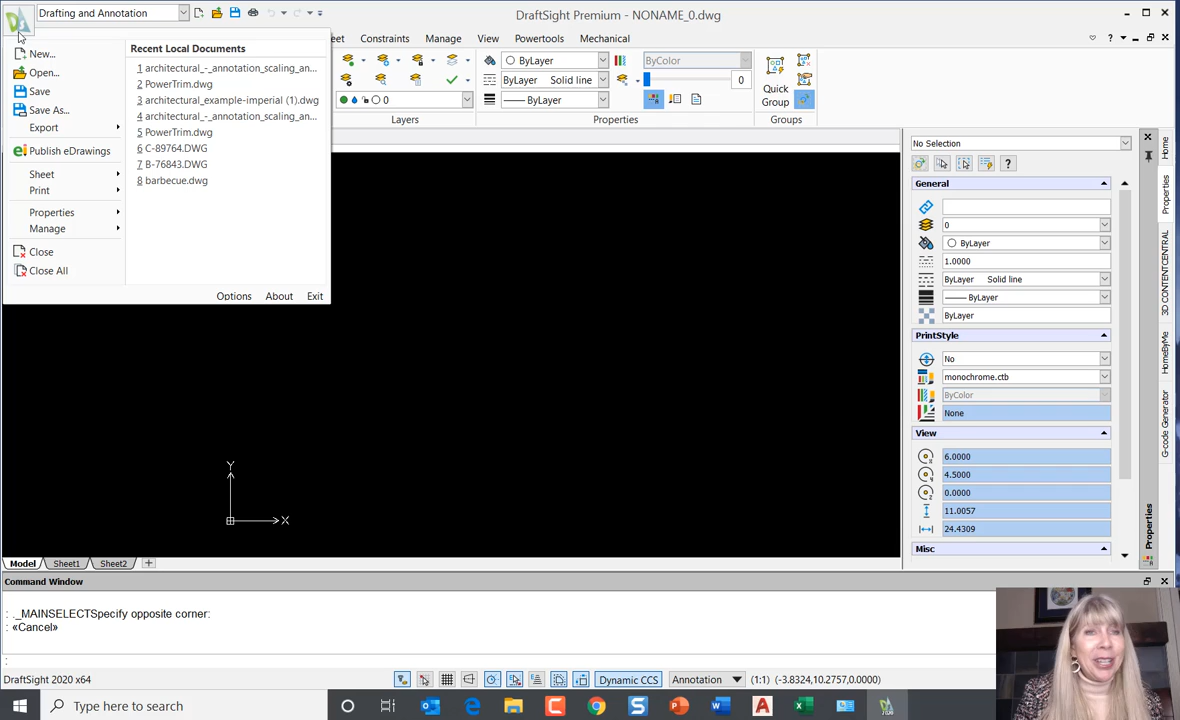 Drafting and Annotation
DraftSight Premium - NONAME_0.dwg
eet Constraints Manage View Powertools Mechanical
New...
Open...
Save
Save As...
Export
Publish eDrawings
Sheet
Print
Properties
Manage
Close
Close All
Recent Local Documents
1 architectural_-_annotation_scaling_an...
2 PowerTrim.dwg
3 architectural_example-imperial (1).dwg
4 architectural_-_annotation_scaling_an...
5 PowerTrim.dwg
6 C-89764.DWG
7 B-76843.DWG
8 barbecue.dwg
Options About Exit
0
Layers
ByLayer
ByLayer Solid line
ByLayer
ByColor
0
Properties
Quick
Group
Groups
No Selection
General
0
ByLayer
1.0000
ByLayer Solid line
ByLayer
ByLayer
PrintStyle
No
monochrome.ctb
ByColor
None
View
6.0000
4.5000
0.0000
11.0057
24.4309
Misc
Home
Properties
3D CONTENTCENTRAL
HomeByMe
G-code Generator
Properties
Y
X
Model Sheet1 Sheet2
Command Window
: ._MAINSELECTSpecify opposite corner:
: «Cancel»
:
DraftSight 2020 x64
Dynamic CCS Annotation (1:1) (-3.8324,10.2757,0.0000)
Type here to search